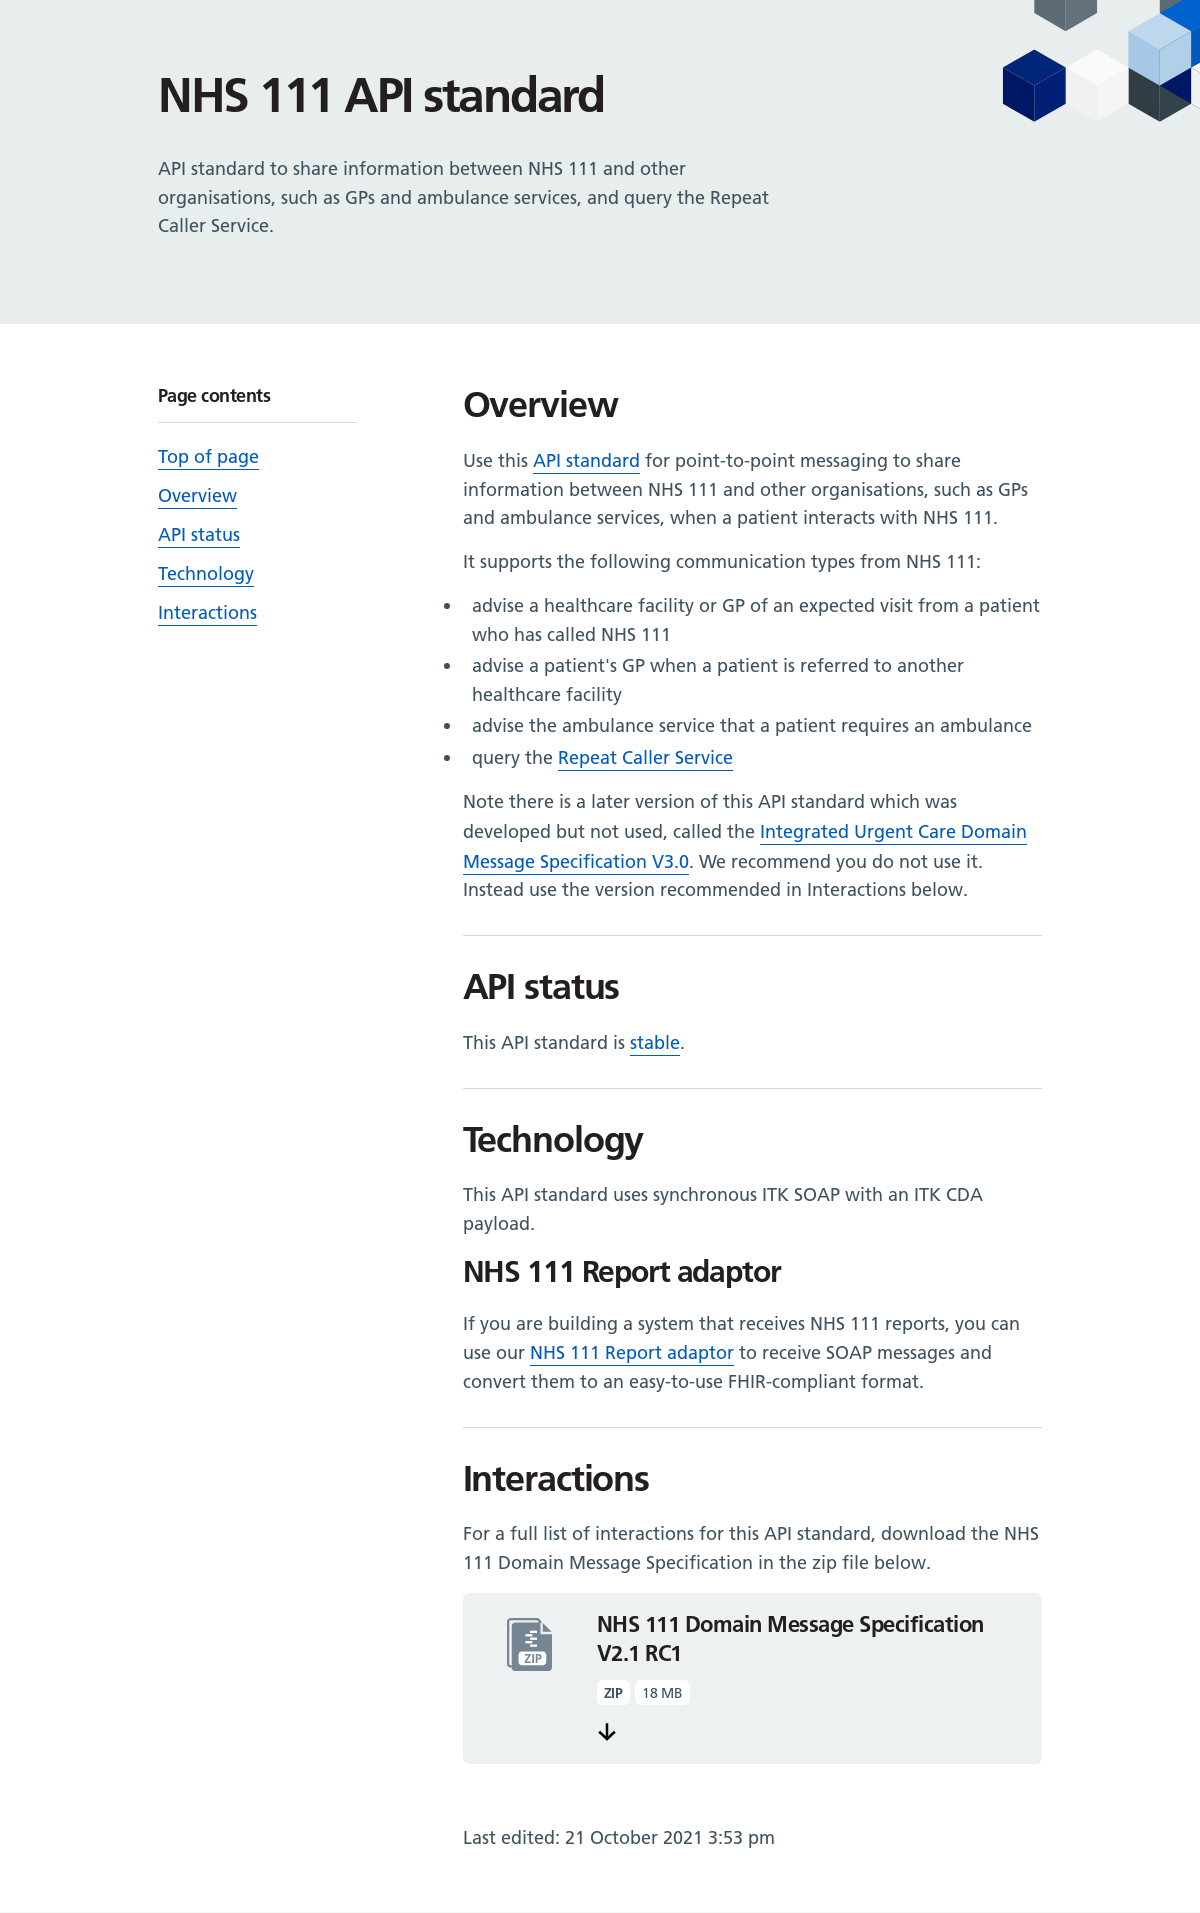 NHS 111 API standard
API standard to share information between NHS 111 and other
organisations, such as GPs and ambulance services, and query the Repeat
Caller Service.
Page contents
Top of page
Overview
API status
Technology
Interactions
Overview
Use this API standard for point-to-point messaging to share
information between NHS 111 and other organisations, such as GPs
and ambulance services, when a patient interacts with NHS 111.
It supports the following communication types from NHS 111:
• advise a healthcare facility or GP of an expected visit from a patient
who has called NHS 111
• advise a patient's GP when a patient is referred to another
healthcare facility
• advise the ambulance service that a patient requires an ambulance
• query the Repeat Caller Service
Note there is a later version of this API standard which was
developed but not used, called the Integrated Urgent Care Domain
Message Specification V3.0. We recommend you do not use it.
Instead use the version recommended in Interactions below.
API status
This API standard is stable.
Technology
This API standard uses synchronous ITK SOAP with an ITK CDA
payload.
NHS 111 Report adaptor
If you are building a system that receives NHS 111 reports, you can
use our NHS 111 Report adaptor to receive SOAP messages and
convert them to an easy-to-use FHIR-compliant format.
Interactions
For a full list of interactions for this API standard, download the NHS
111 Domain Message Specification in the zip file below.
ZIP
NHS 111 Domain Message Specification
V2.1 RC1
ZIP 18 MB
Last edited: 21 October 2021 3:53 pm